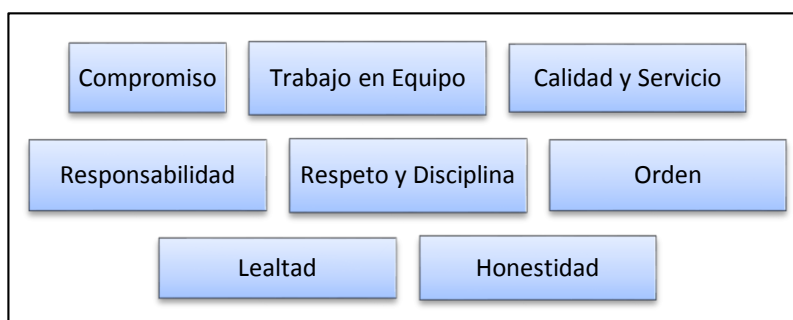 Compromiso
Trabajo en Equipo
Calidad y Servicio
Responsabilidad
Respeto y Disciplina
Orden
Lealtad
Honestidad